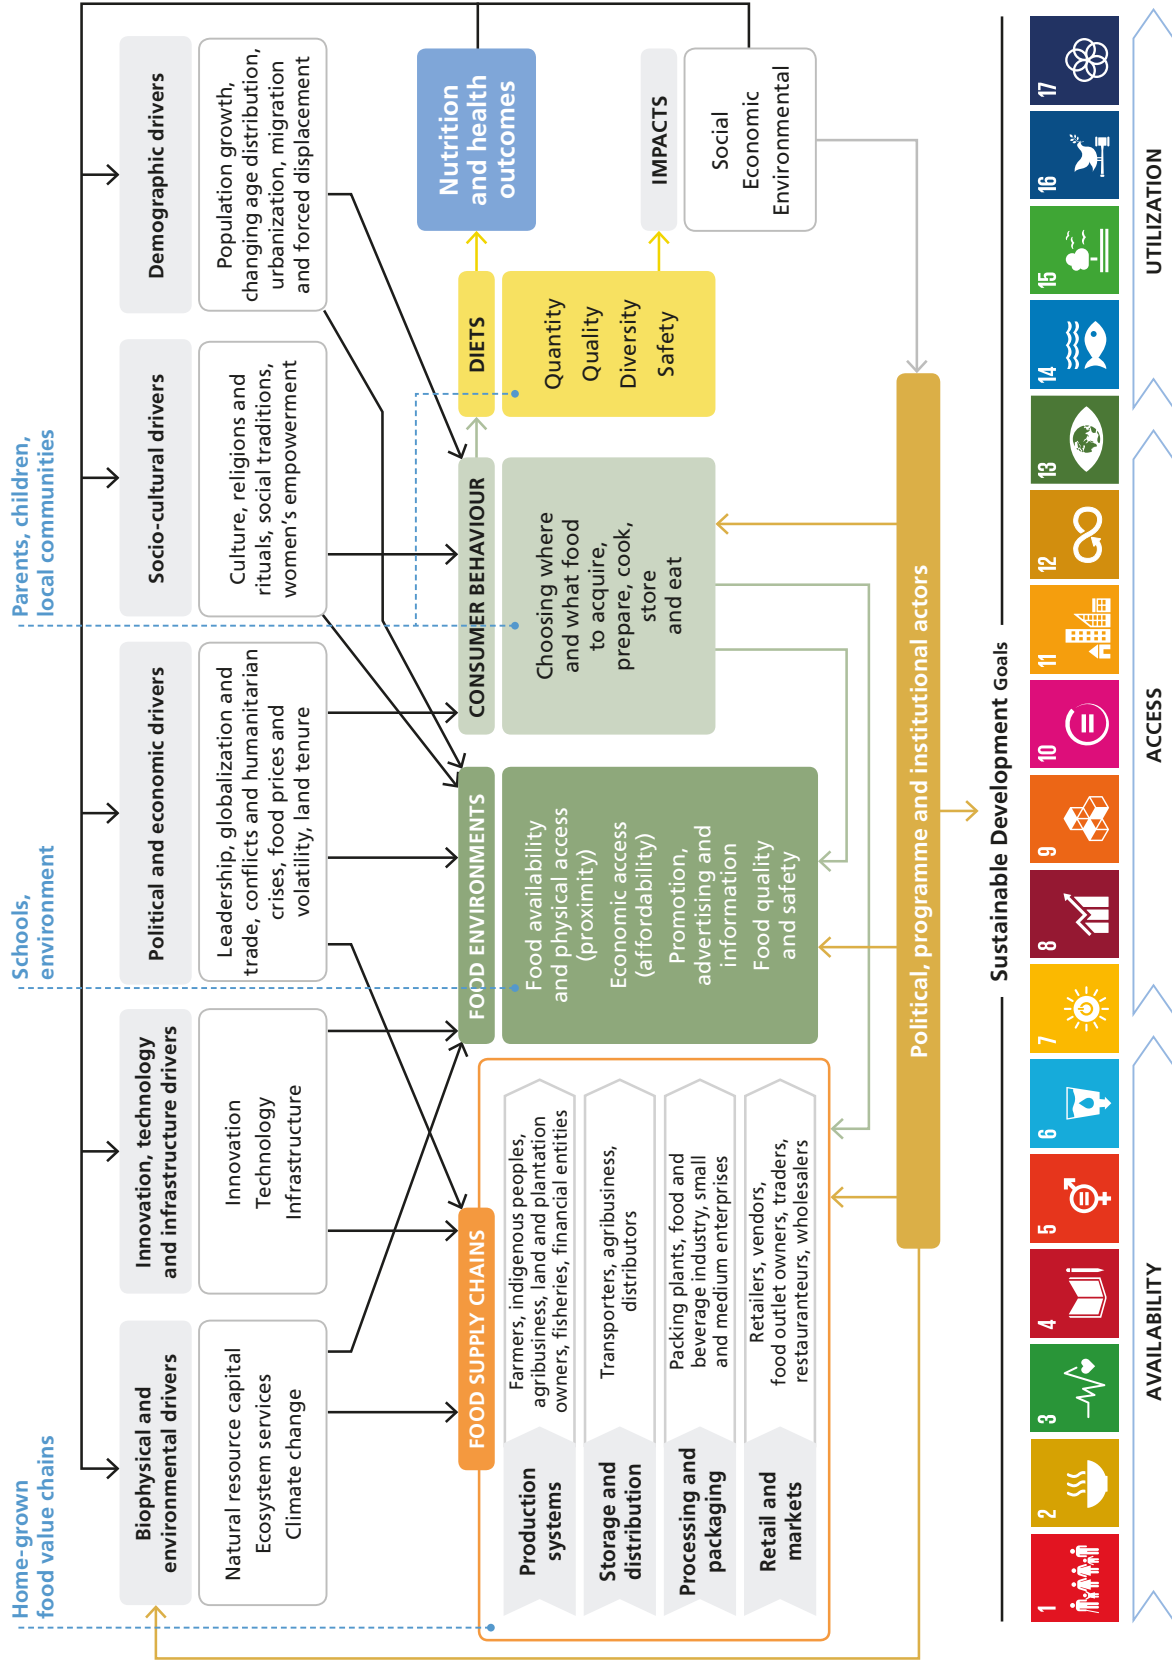 Home-grown
food value chains
Schools,
environment
Parents, children,
local communities
Biophysical and
environmental drivers
Natural resource capital
Ecosystem services
Climate change
Innovation, technology
and infrastructure drivers
Innovation
Technology
Infrastructure
Political and economic drivers
Leadership, globalization and
trade, conflicts and humanitarian
crises, food prices and
volatility, land tenure
Socio-cultural drivers
Culture, religions and
rituals, social traditions,
women's empowerment
Demographic drivers
Population growth,
changing age distribution,
urbanization, migration
and forced displacement
FOOD SUPPLY CHAINS
Production
systems
Farmers, indigenous peoples,
agribusiness, land and plantation
owners, fisheries, financial entities
Storage and
distribution
Transporters, agribusiness,
distributors
Processing and
packaging
Packing plants, food and
beverage industry, small
and medium enterprises
Retail and
markets
Retailers, vendors,
food outlet owners, traders,
restauranteurs, wholesalers
FOOD ENVIRONMENTS
Food availability
and physical access
(proximity)
Economic access
(affordability)
Promotion,
advertising and
information
Food quality
and safety
CONSUMER BEHAVIOUR
Choosing where
and what food
to acquire,
prepare, cook,
store
and eat
DIETS
Quantity
Quality
Diversity
Safety
Nutrition
and health
outcomes
IMPACTS
Social
Economic
Environmental
Political, programme and institutional actors
Sustainable Development Goals
1
2
3
4
5
6
7
8
9
10
11
12
13
14
15
16
17
AVAILABILITY
ACCESS
UTILIZATION